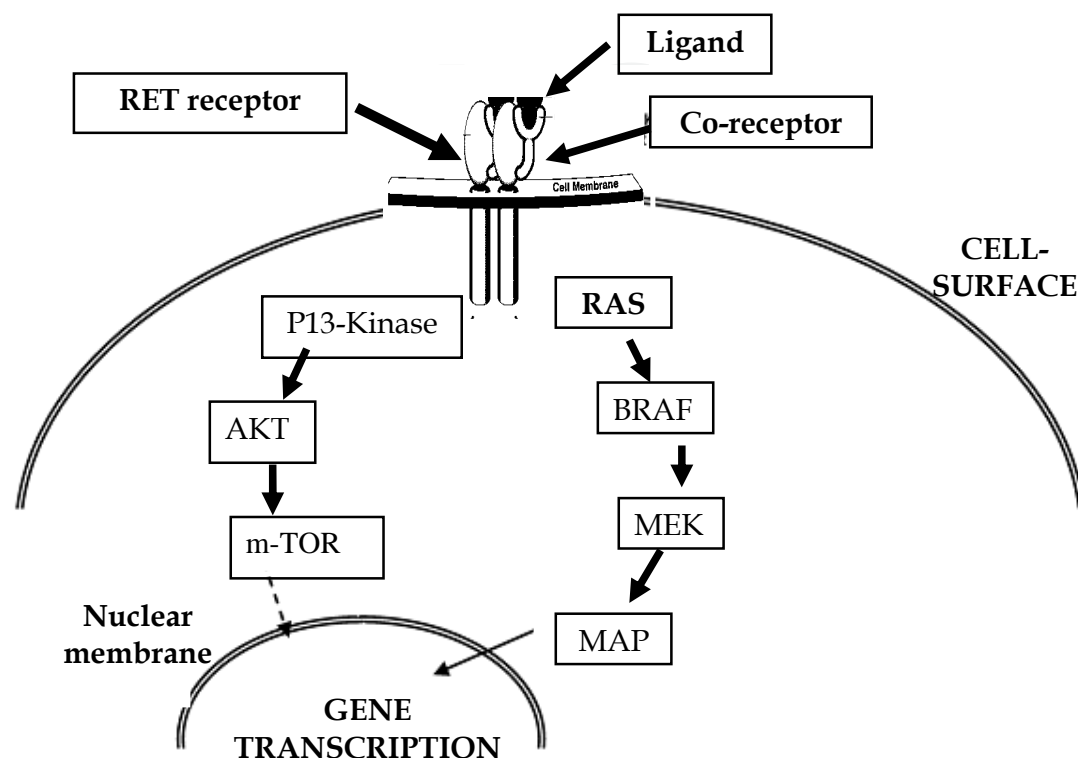 Ligand
RET receptor
Co-receptor
Cell Membrane
CELL-
SURFACE
P13-Kinase
RAS
AKT
BRAF
m-TOR
MEK
Nuclear
membrane
MAP
GENE
TRANSCRIPTION